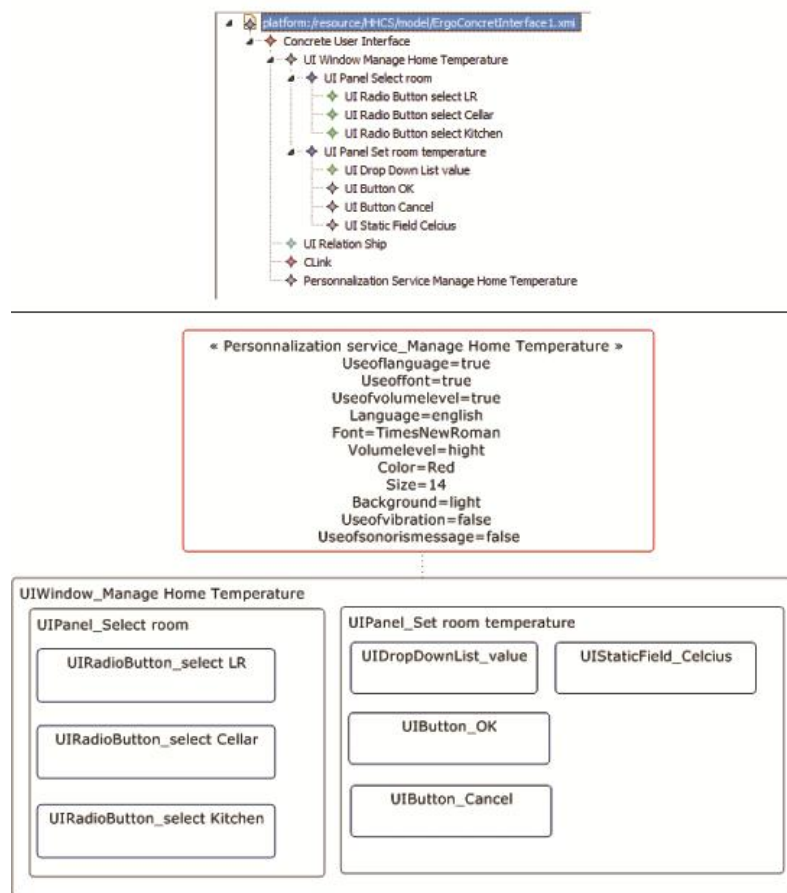 platform:/resource/HHCS/model/ErgoConcretInterface1.xmi
Concrete User Interface
UI Window Manage Home Temperature
UI Panel Select room
UI Radio Button select LR
UI Radio Button select Cellar
UI Radio Button select Kitchen
UI Panel Set room temperature
UI Drop Down List value
UI Button OK
UI Button Cancel
UI Static Field Celcius
UI Relation Ship
CLink
Personnalization Service Manage Home Temperature
« Personnalization service_Manage Home Temperature »
Useoflanguage=true
Useoffont=true
Useofvolumelevel=true
Language=english
Font=TimesNewRoman
Volumelevel=hight
Color=Red
Size=14
Background=light
Useofvibration=false
Useofsonorismessage=false
UIWindow_Manage Home Temperature
UIPanel_Select room
UIRadioButton_select LR
UIRadioButton_select Cellar
UIRadioButton_select Kitchen
UIPanel_Set room temperature
UIDropDownList_value
UIStaticField_Celcius
UIButton_OK
UIButton_Cancel